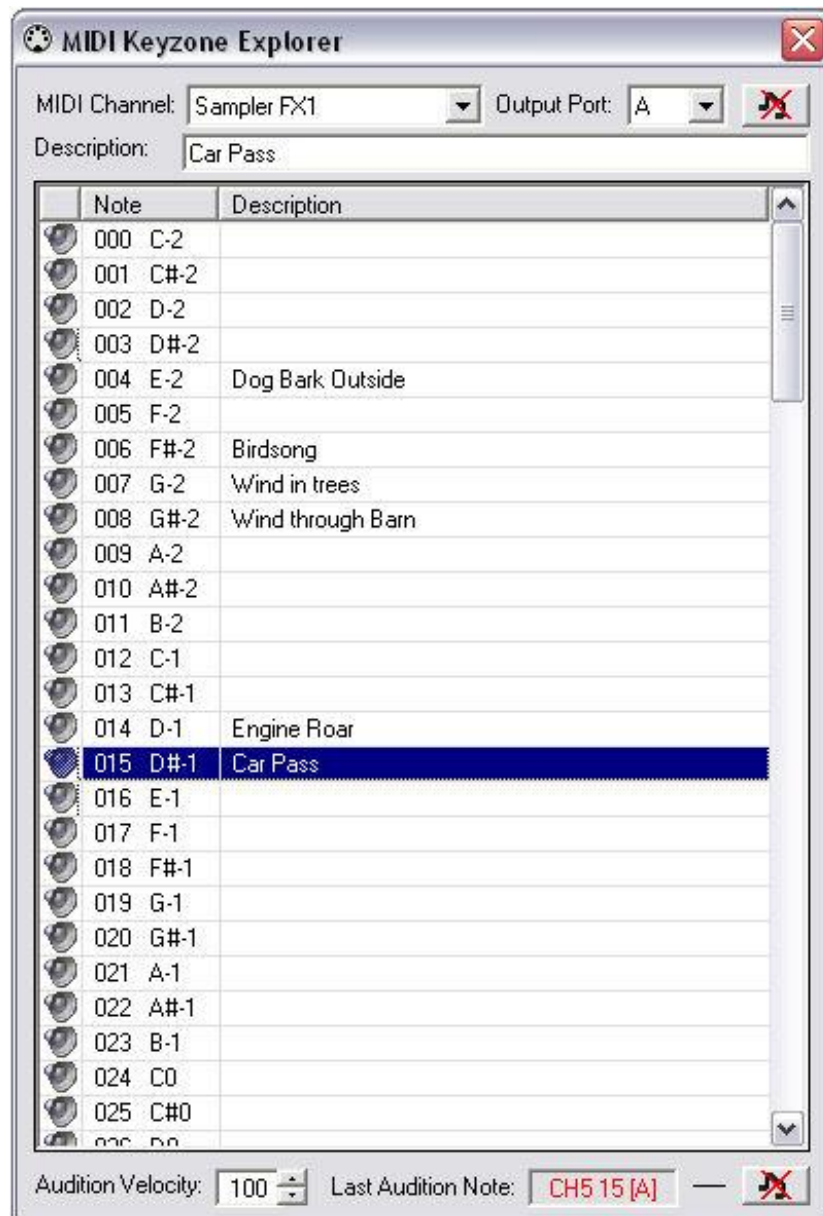 MIDI Keyzone Explorer
MIDI Channel: Sampler FX1 Output Port: A
Description: Car Pass
Note Description
000 C-2
001 C#-2
002 D-2
003 D#-2
004 E-2 Dog Bark Outside
005 F-2
006 F#-2 Birdsong
007 G-2 Wind in trees
008 G#-2 Wind through Barn
009 A-2
010 A#-2
011 B-2
012 C-1
013 C#-1
014 D-1 Engine Roar
015 D#-1 Car Pass
016 E-1
017 F-1
018 F#-1
019 G-1
020 G#-1
021 A-1
022 A#-1
023 B-1
024 C0
025 C#0
Audition Velocity: 100 Last Audition Note: CH5 15 [A] —